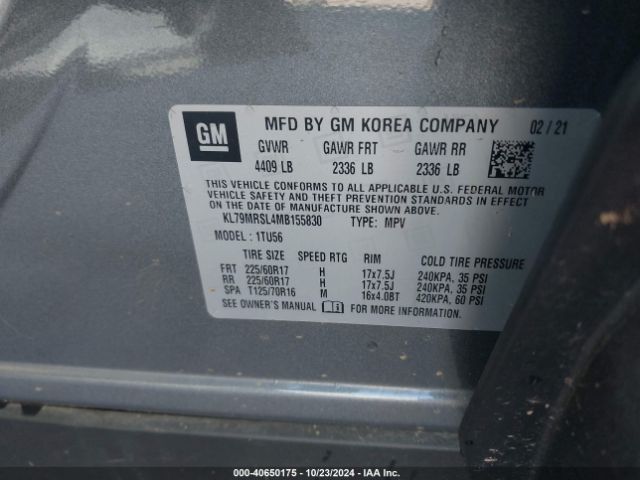 GM
MFD BY GM KOREA COMPANY 02/21
GVWR GAWR FRT GAWR RR
4409 LB 2336 LB 2336 LB
THIS VEHICLE CONFORMS TO ALL APPLICABLE U.S. FEDERAL MOTOR
VEHICLE SAFETY AND THEFT PREVENTION STANDARDS IN EFFECT
ON THE DATE OF MANUFACTURE SHOWN ABOVE.
KL79MRSL4MB155830 TYPE: MPV
MODEL: 1TU56
TIRE SIZE SPEED RTG RIM COLD TIRE PRESSURE
FRT 225/60R17 H 17x7.5J 240KPA, 35 PSI
RR 225/60R17 H 17x7.5J 240KPA, 35 PSI
SPA T125/70R16 M 16x4.0BT 420KPA, 60 PSI
SEE OWNER'S MANUAL FOR MORE INFORMATION.
000-40650175 - 10/23/2024 - IAA Inc.